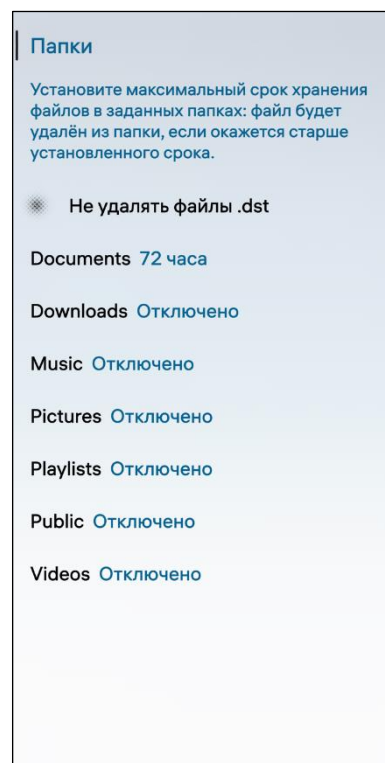 Папки
Установите максимальный срок хранения
файлов в заданных папках: файл будет
удалён из папки, если окажется старше
установленного срока.
Не удалять файлы .dst
Documents 72 часа
Downloads Отключено
Music Отключено
Pictures Отключено
Playlists Отключено
Public Отключено
Videos Отключено